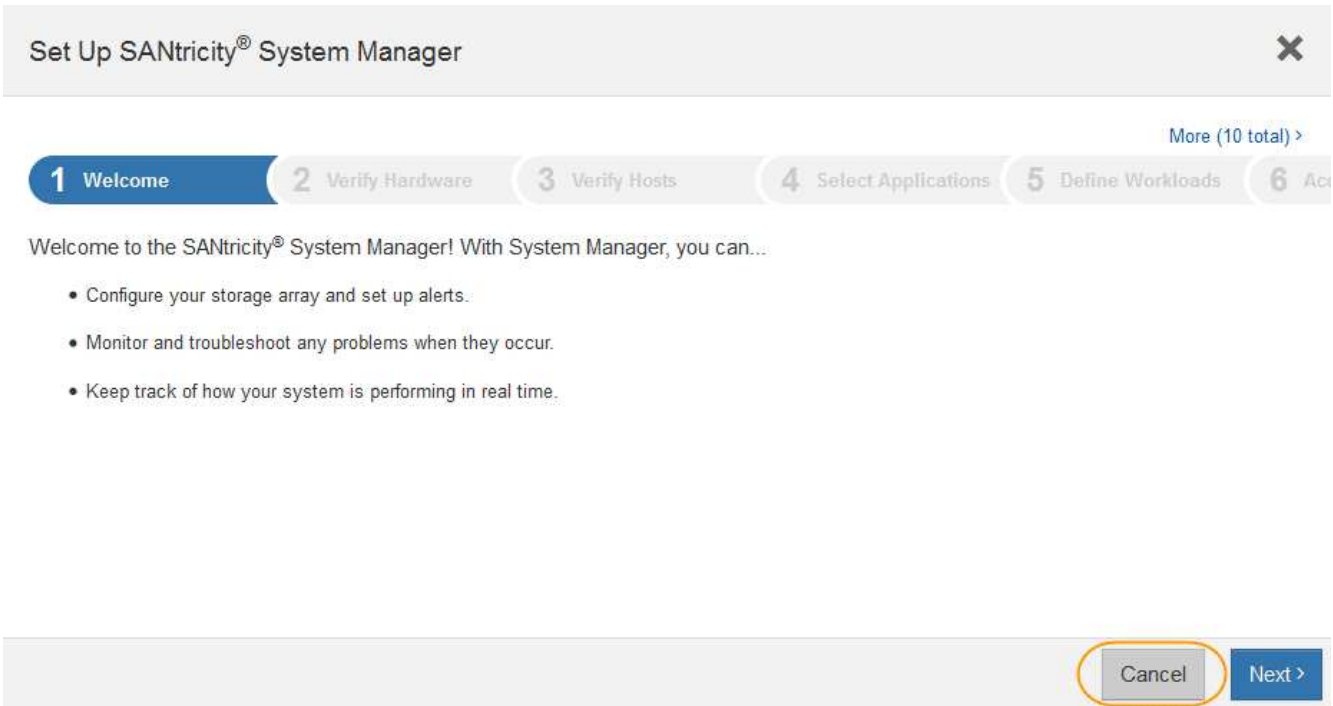 Set Up SANtricity® System Manager
More (10 total) >
1 Welcome 2 Verify Hardware 3 Verify Hosts 4 Select Applications 5 Define Workloads 6 Acc
Welcome to the SANtricity® System Manager! With System Manager, you can...
• Configure your storage array and set up alerts.
• Monitor and troubleshoot any problems when they occur.
• Keep track of how your system is performing in real time.
Cancel Next >